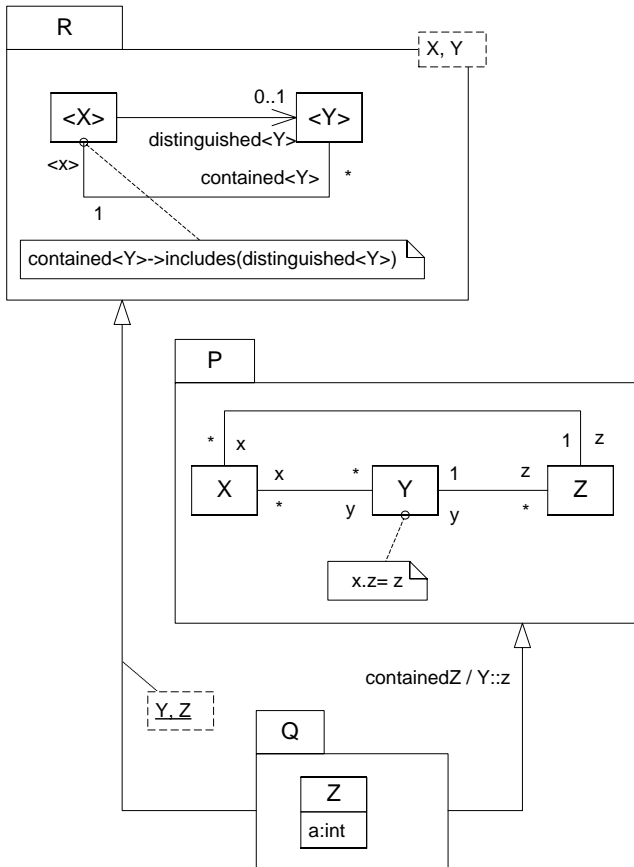 R
X, Y
0..1
<X>
<Y>
distinguished<Y>
<x>
contained<Y>
*
1
contained<Y>->includes(distinguished<Y>)
P
*
x
1
z
X
x
*
*
y
Y
1
y
z
*
Z
x.z= z
containedZ / Y::z
Y, Z
Q
Z
a:int